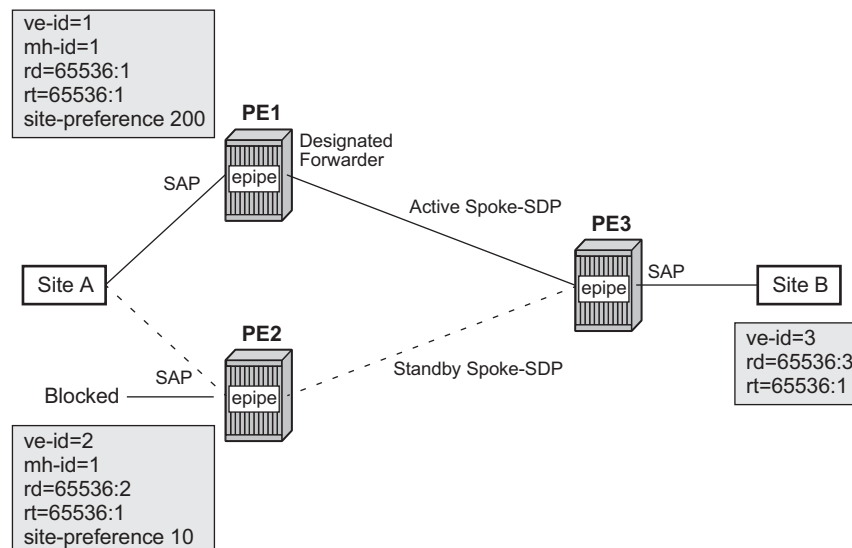 ve-id=1
mh-id=1
rd=65536:1
rt=65536:1
site-preference 200
PE1
Designated
Forwarder
epipe
SAP
Active Spoke-SDP
PE3
SAP
epipe
Site A
Site B
PE2
SAP
Standby Spoke-SDP
Blocked
epipe
ve-id=3
rd=65536:3
rt=65536:1
ve-id=2
mh-id=1
rd=65536:2
rt=65536:1
site-preference 10